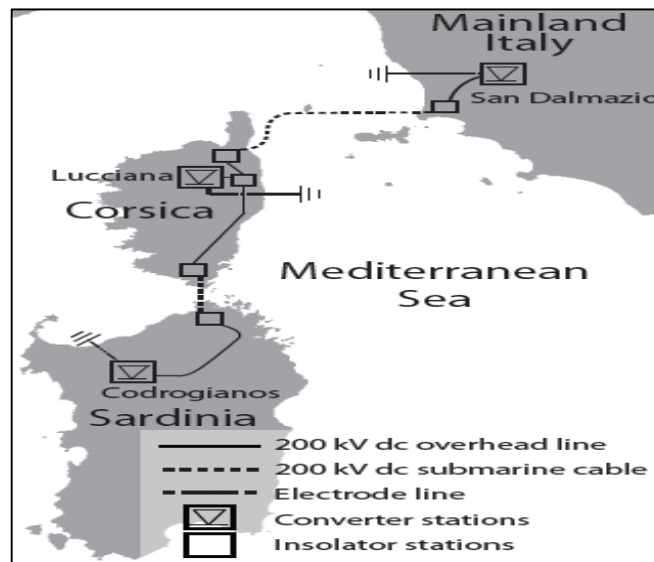 Mainland
Italy
San Dalmazio
Lucciana
Corsica
Mediterranean
Sea
Codrogianos
Sardinia
200 kV dc overhead line
200 kV dc submarine cable
Electrode line
Converter stations
Insolator stations